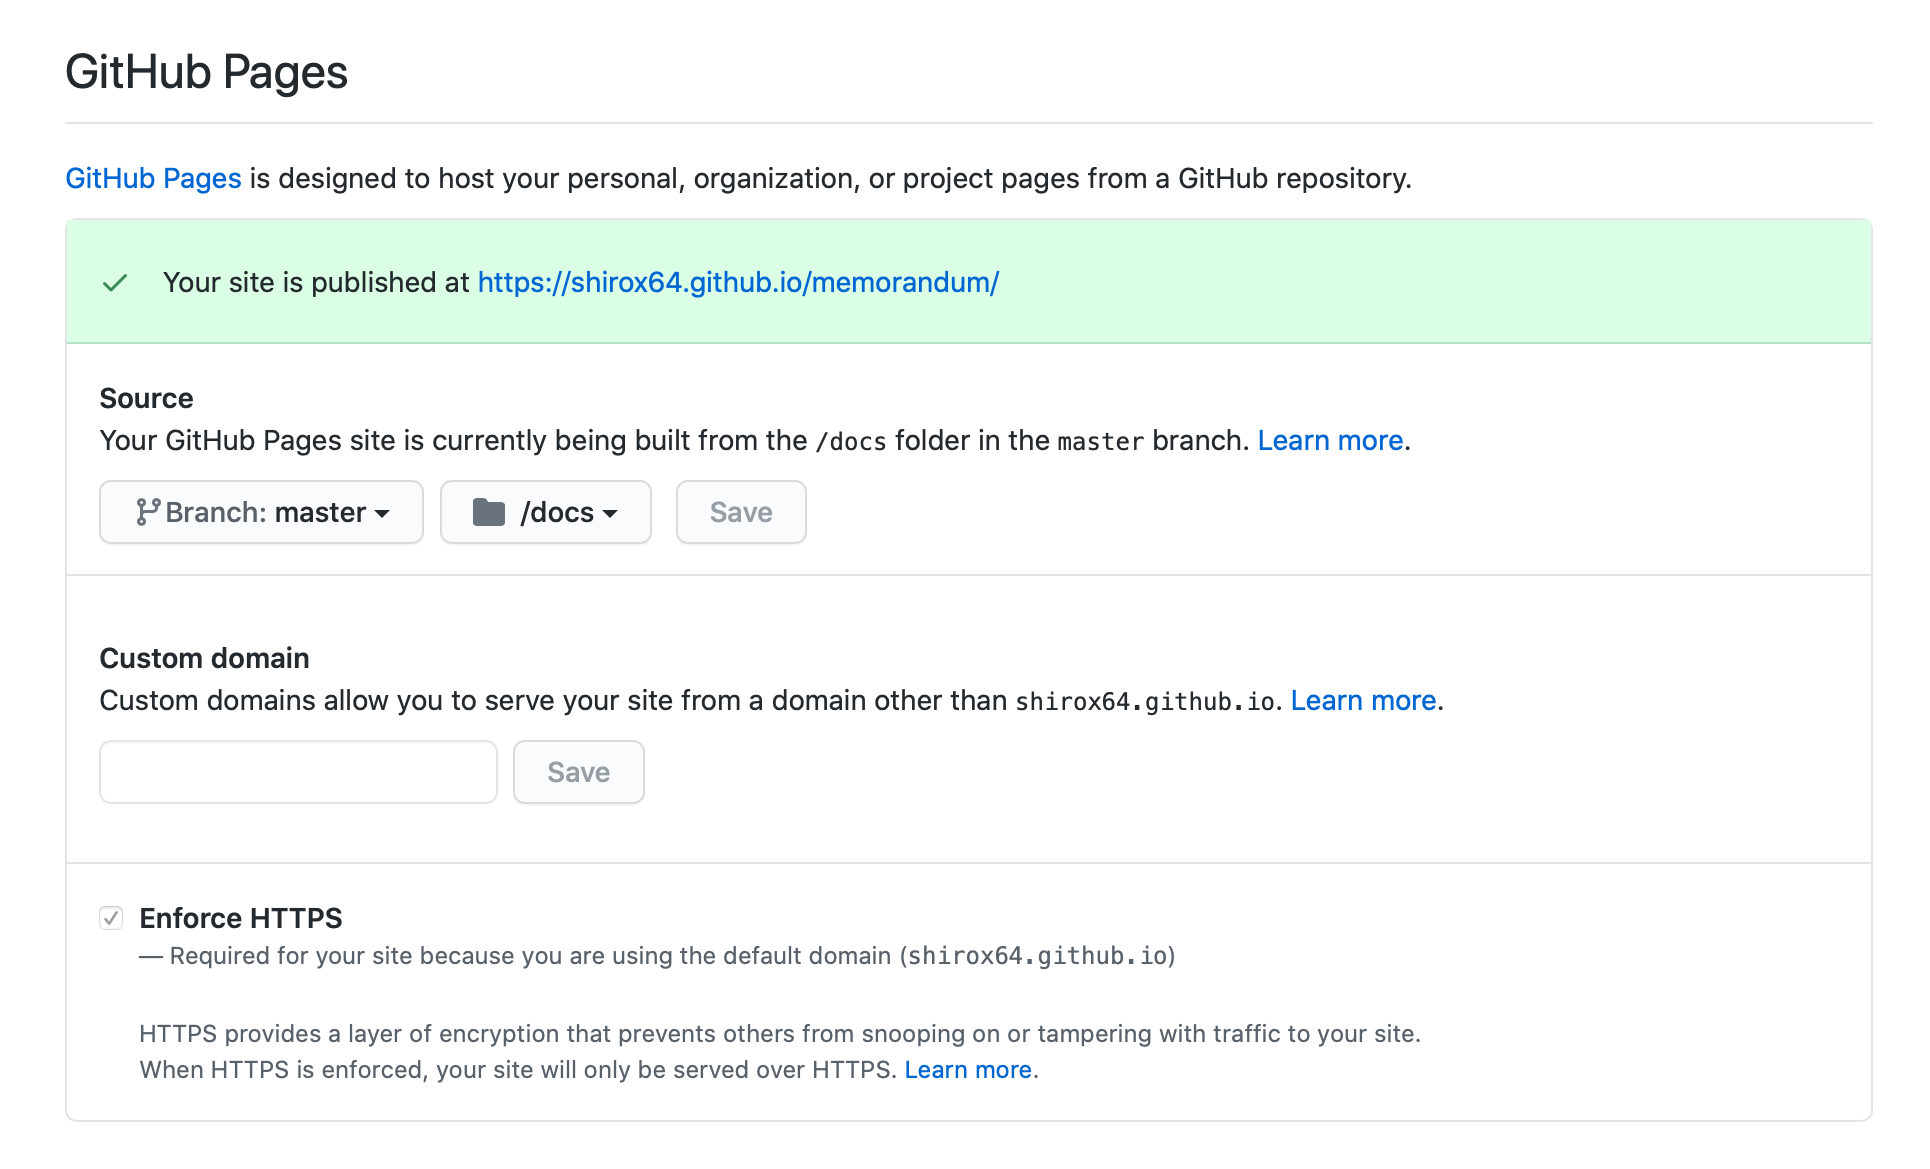 GitHub Pages
GitHub Pages is designed to host your personal, organization, or project pages from a GitHub repository.
Your site is published at https://shirox64.github.io/memorandum/
Source
Your GitHub Pages site is currently being built from the /docs folder in the master branch. Learn more.
Branch: master /docs Save
Custom domain
Custom domains allow you to serve your site from a domain other than shirox64.github.io. Learn more.
Save
Enforce HTTPS
— Required for your site because you are using the default domain (shirox64.github.io)
HTTPS provides a layer of encryption that prevents others from snooping on or tampering with traffic to your site.
When HTTPS is enforced, your site will only be served over HTTPS. Learn more.